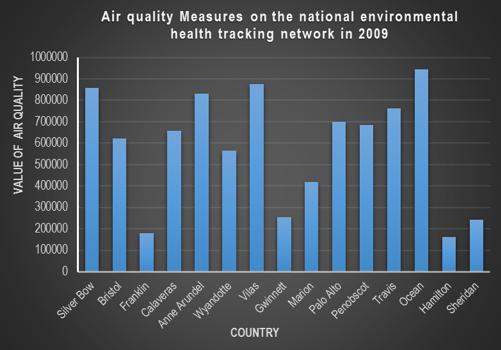 Air quality Measures on the national environmental
health tracking network in 2009
VALUE OF AIR QUALITY
1000000
900000
800000
700000
600000
500000
400000
300000
200000
100000
0
Silver Bow
Bristol
Franklin
Calaveras
Anne Arundel
Wyandotte
Vilas
Gwinnett
Marion
Palo Alto
Penobscot
Travis
Ocean
Hamilton
Sheridan
COUNTRY